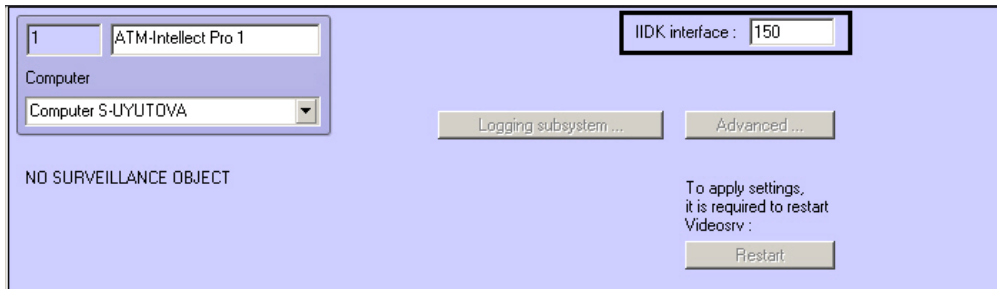 1 ATM-Intellect Pro 1
IIDK interface : 150
Computer
Computer S-UYUTOVA
Logging subsystem ... Advanced ...
NO SURVEILLANCE OBJECT
To apply settings,
it is required to restart
Videosrv :
Restart